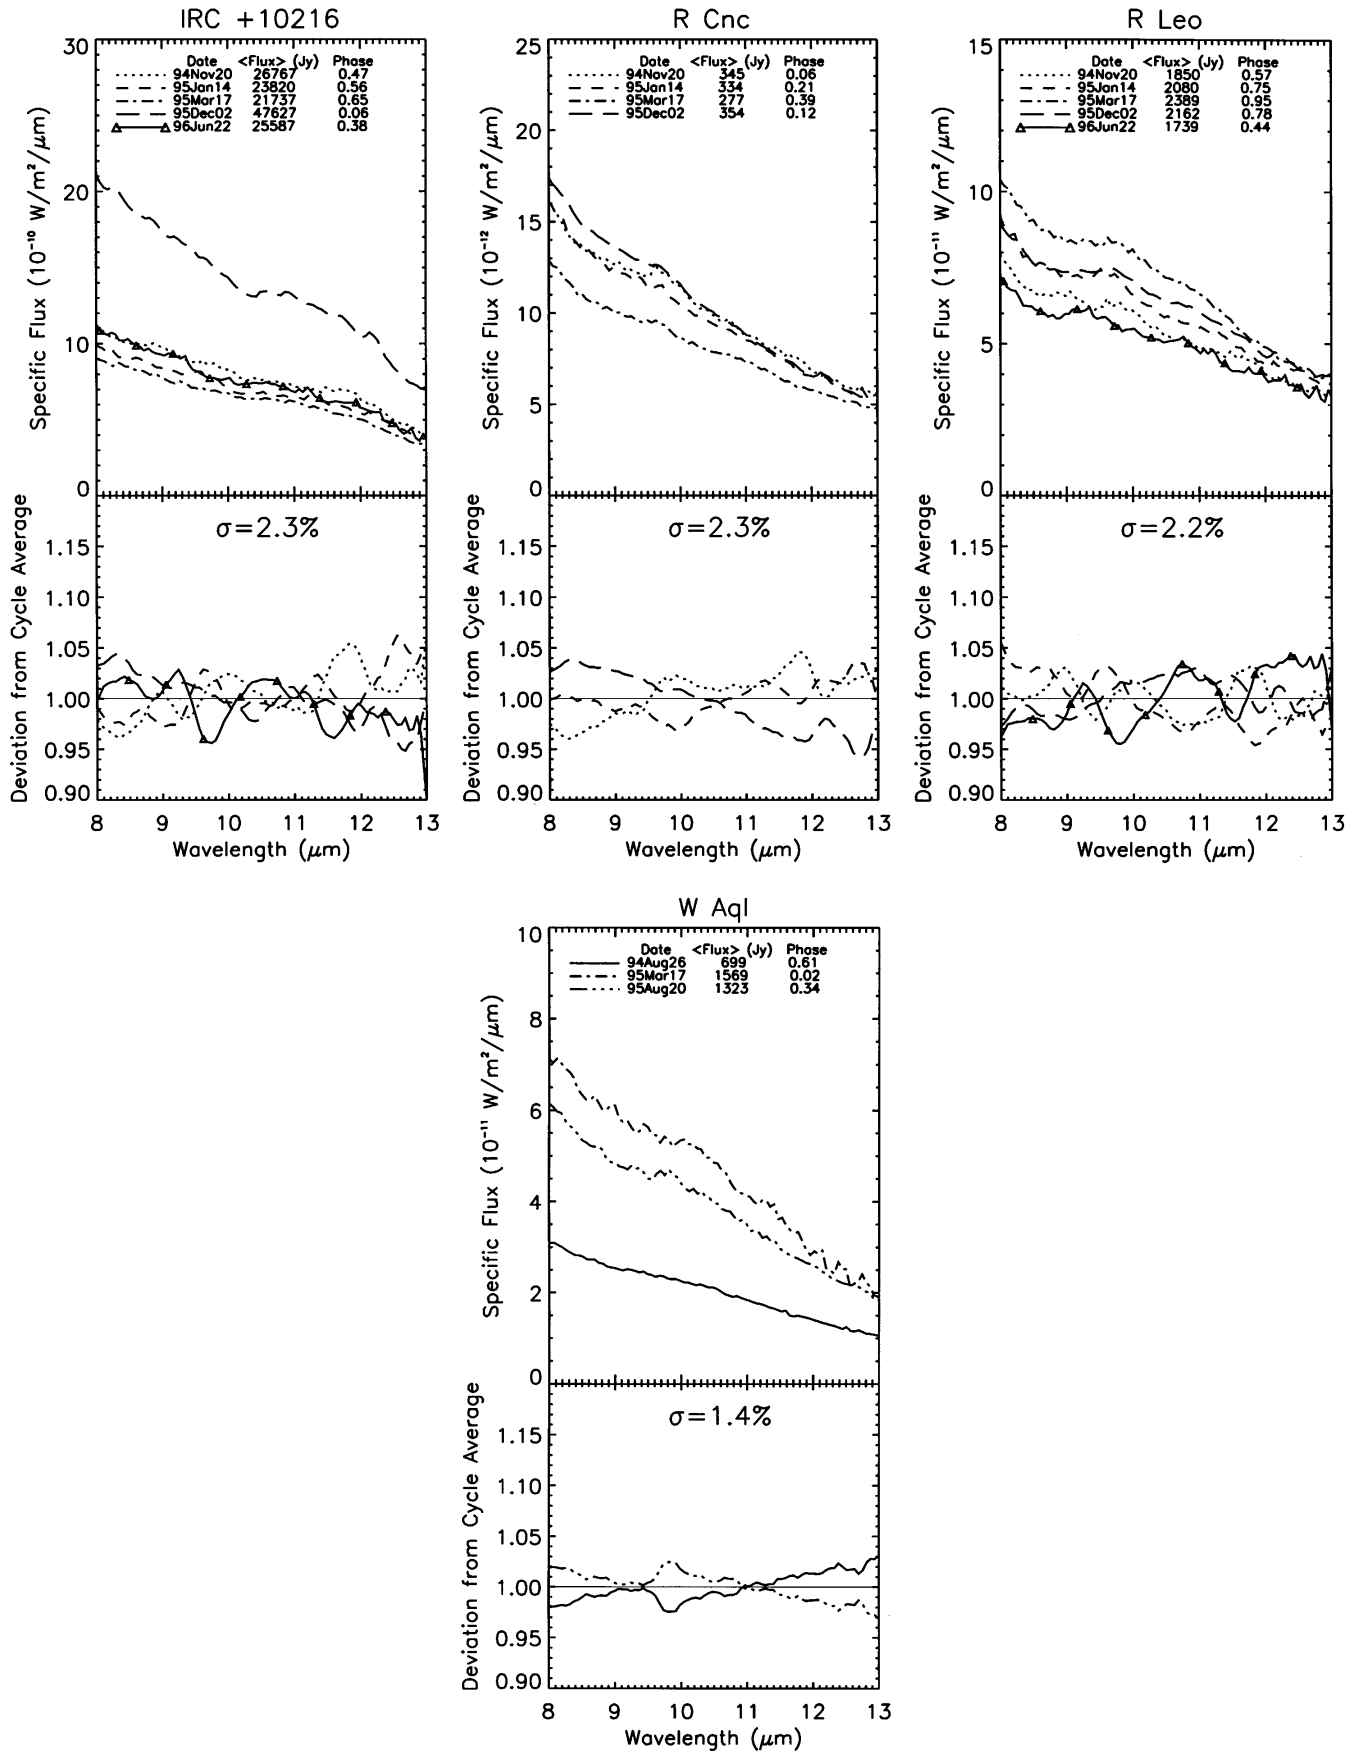 IRC +10216
Date <Flux> (Jy) Phase
94Nov20 26767 0.47
95Jan14 23820 0.56
95Mar17 21737 0.65
95Dec02 47627 0.06
96Jun22 25587 0.38
Specific Flux (10⁻¹⁰ W/m²/μm)
30
20
10
0
σ=2.3%
Deviation from Cycle Average
1.15
1.10
1.05
1.00
0.95
0.90
8 9 10 11 12 13
Wavelength (μm)
R Cnc
Date <Flux> (Jy) Phase
94Nov20 345 0.06
95Jan14 334 0.21
95Mar17 277 0.39
95Dec02 354 0.12
Specific Flux (10⁻¹² W/m²/μm)
25
20
15
10
5
0
σ=2.3%
Deviation from Cycle Average
1.15
1.10
1.05
1.00
0.95
0.90
8 9 10 11 12 13
Wavelength (μm)
R Leo
Date <Flux> (Jy) Phase
94Nov20 1850 0.57
95Jan14 2080 0.75
95Mar17 2389 0.95
95Dec02 2162 0.78
96Jun22 1739 0.44
Specific Flux (10⁻¹¹ W/m²/μm)
15
10
5
0
σ=2.2%
Deviation from Cycle Average
1.15
1.10
1.05
1.00
0.95
0.90
8 9 10 11 12 13
Wavelength (μm)
W Aql
Date <Flux> (Jy) Phase
94Aug26 699 0.61
95Mar17 1569 0.02
95Aug20 1323 0.34
Specific Flux (10⁻¹¹ W/m²/μm)
10
8
6
4
2
0
σ=1.4%
Deviation from Cycle Average
1.15
1.10
1.05
1.00
0.95
0.90
8 9 10 11 12 13
Wavelength (μm)